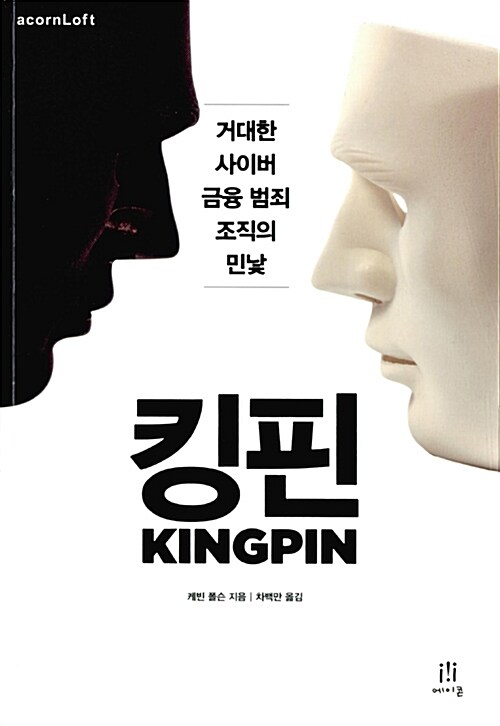 acornLoft
거대한
사이버
금융 범죄
조직의
민낯
킹핀
KINGPIN
케빈 폴슨 지음 | 차백만 옮김
에이콘